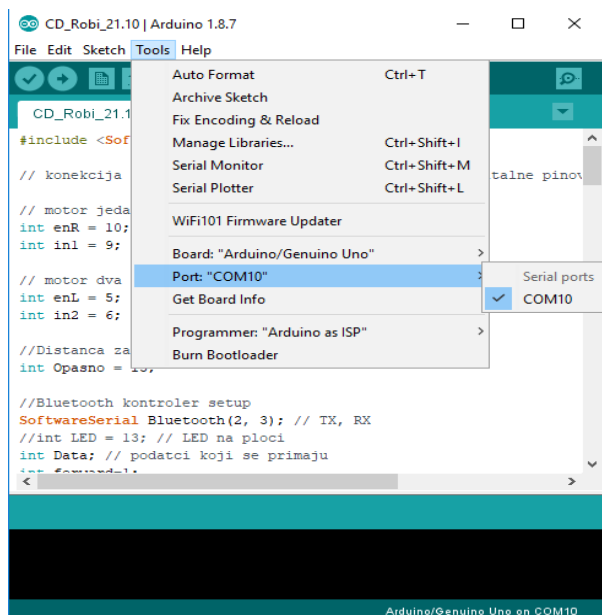 CD_Robi_21.10 | Arduino 1.8.7
File Edit Sketch Tools Help
Auto Format Ctrl+T
Archive Sketch
Fix Encoding & Reload
Manage Libraries... Ctrl+Shift+I
Serial Monitor Ctrl+Shift+M
Serial Plotter Ctrl+Shift+L
WiFi101 Firmware Updater
Board: "Arduino/Genuino Uno"
Port: "COM10"
Get Board Info
Programmer: "Arduino as ISP"
Burn Bootloader
Serial ports
COM10
CD_Robi_21.1
#include <Sof
// konekcija talne pinov
// motor jeda
int enR = 10;
int in1 = 9;
// motor dva
int enL = 5;
int in2 = 6;
//Distanca za
int Opasno =
//Bluetooth kontroler setup
SoftwareSerial Bluetooth(2, 3); // TX, RX
//int LED = 13; // LED na ploci
int Data; // podatci koji se primaju
int forward=1;
Arduino/Genuino Uno on COM10